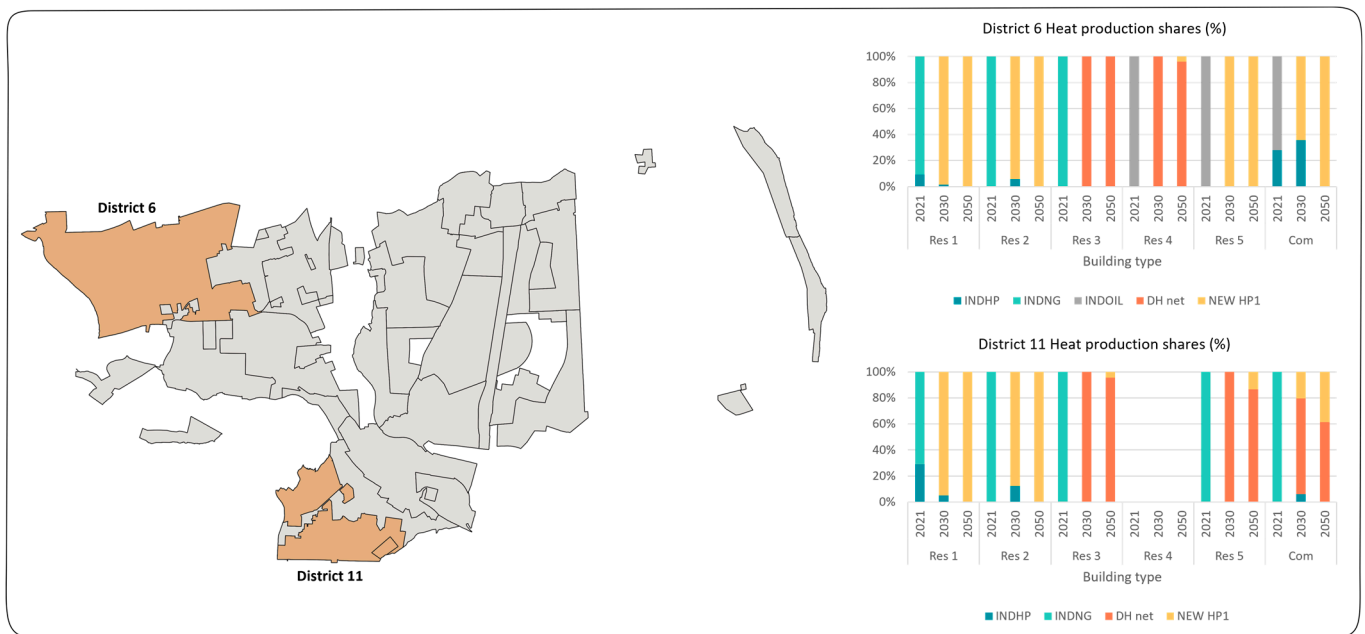 District 6
District 11
District 6 Heat production shares (%)
100%
80%
60%
40%
20%
0%
2021 2030 2050 2021 2030 2050 2021 2030 2050 2021 2030 2050 2021 2030 2050 2021 2030 2050
Res 1 Res 2 Res 3 Res 4 Res 5 Com
Building type
INDHP INDNG INDOIL DH net NEW HP1
District 11 Heat production shares (%)
100%
80%
60%
40%
20%
0%
2021 2030 2050 2021 2030 2050 2021 2030 2050 2021 2030 2050 2021 2030 2050 2021 2030 2050
Res 1 Res 2 Res 3 Res 4 Res 5 Com
Building type
INDHP INDNG DH net NEW HP1